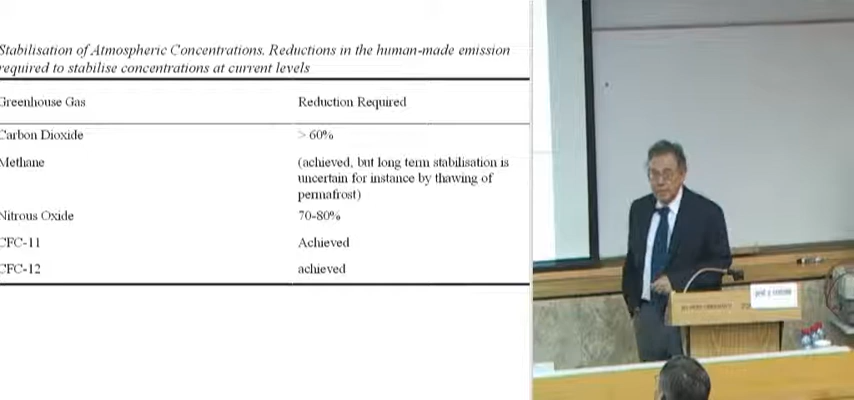 Stabilisation of Atmospheric Concentrations. Reductions in the human-made emission
required to stabilise concentrations at current levels
Greenhouse Gas Reduction Required
Carbon Dioxide > 60%
Methane (achieved, but long term stabilisation is
uncertain for instance by thawing of
permafrost)
Nitrous Oxide 70-80%
CFC-11 Achieved
CFC-12 achieved